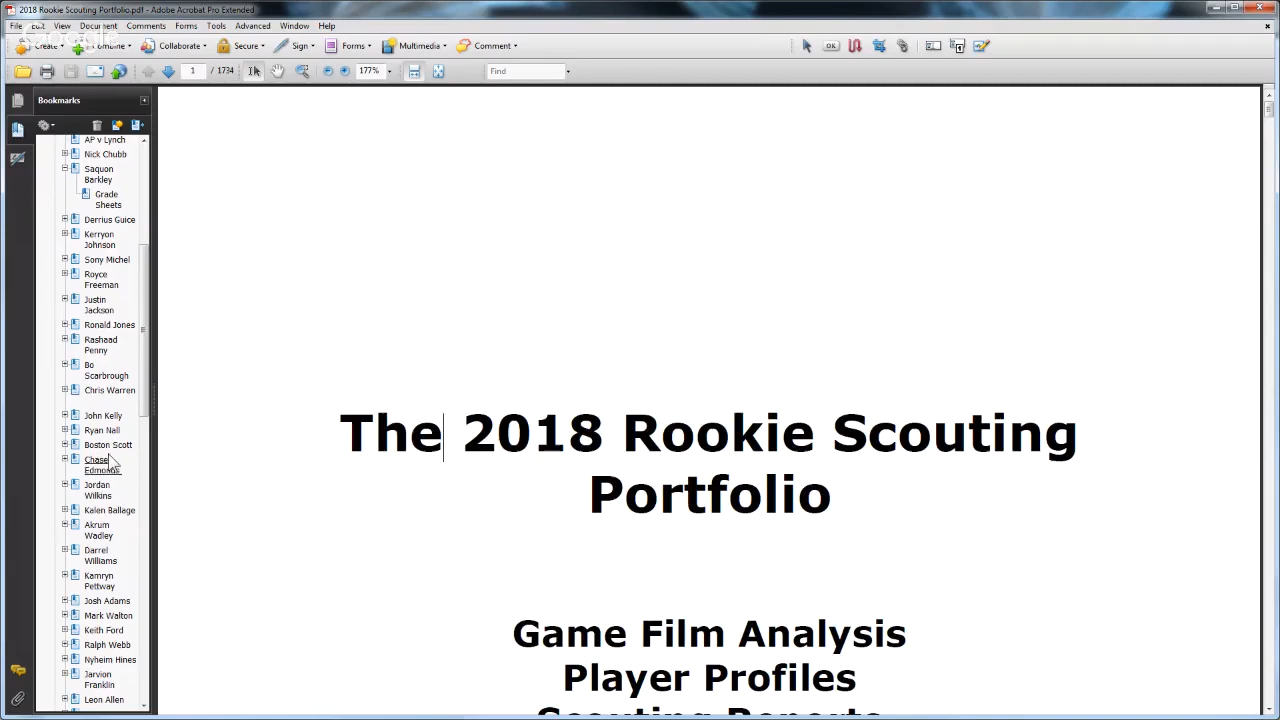 2018 Rookie Scouting Portfolio.pdf - Adobe Acrobat Pro Extended
File Edit View Document Comments Forms Tools Advanced Window Help
Google
Create Combine Collaborate Secure Sign Forms Multimedia Comment
OK
1 / 1734 177% Find
Bookmarks
AP v Lynch
Nick Chubb
Saquon
Barkley
Grade
Sheets
Derrius Guice
Kerryon
Johnson
Sony Michel
Royce
Freeman
Justin
Jackson
Ronald Jones
Rashaad
Penny
Bo
Scarbrough
Chris Warren
John Kelly
Ryan Nall
Boston Scott
Chase
Edmonds
Jordan
Wilkins
Kalen Ballage
Akrum
Wadley
Darrel
Williams
Kamryn
Pettway
Josh Adams
Mark Walton
Keith Ford
Ralph Webb
Nyheim Hines
Jarvion
Franklin
Leon Allen
The 2018 Rookie Scouting
Portfolio
Game Film Analysis
Player Profiles
Scouting Reports